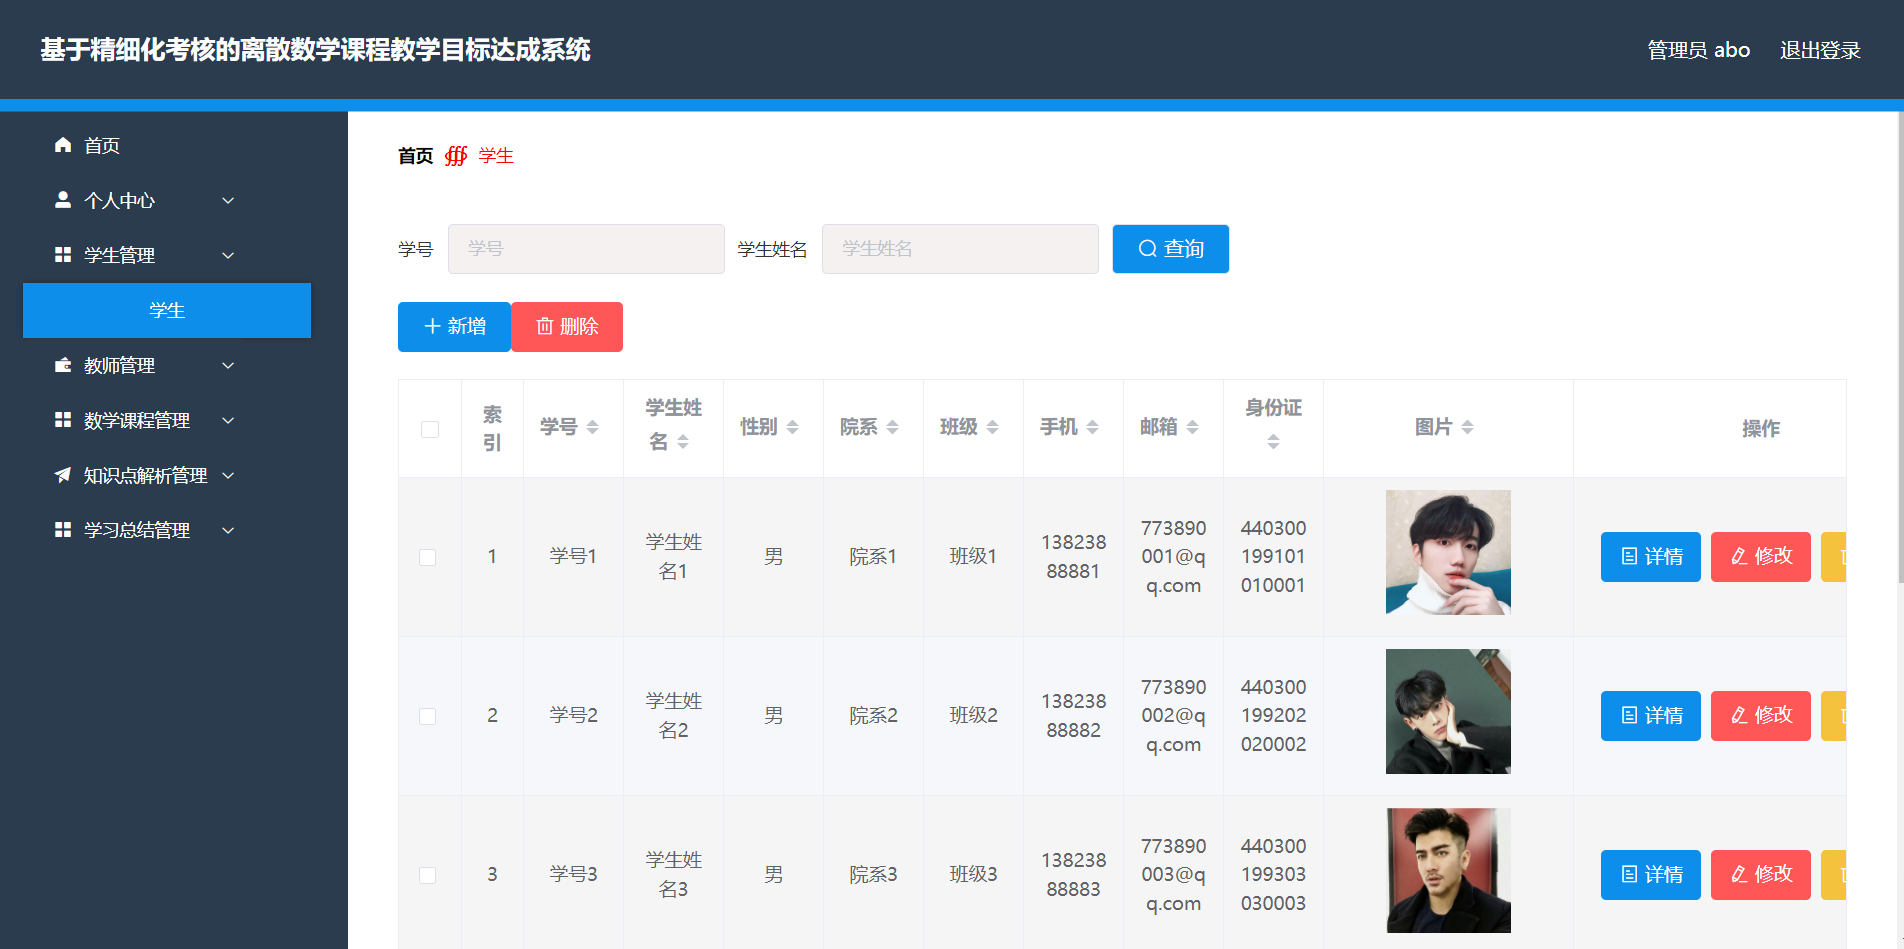 基于精细化考核的离散数学课程教学目标达成系统
管理员 abo 退出登录
首页
个人中心
学生管理
学生
教师管理
数学课程管理
知识点解析管理
学习总结管理
首页 ∰ 学生
学号 学号 学生姓名 学生姓名 查询
新增 删除
索引 学号 学生姓名 性别 院系 班级 手机 邮箱 身份证 图片 操作
1 学号1 学生姓名1 男 院系1 班级1 13823888881 773890001@qq.com 440300199101010001 详情 修改
2 学号2 学生姓名2 男 院系2 班级2 13823888882 773890002@qq.com 440300199202020002 详情 修改
3 学号3 学生姓名3 男 院系3 班级3 13823888883 773890003@qq.com 440300199303030003 详情 修改